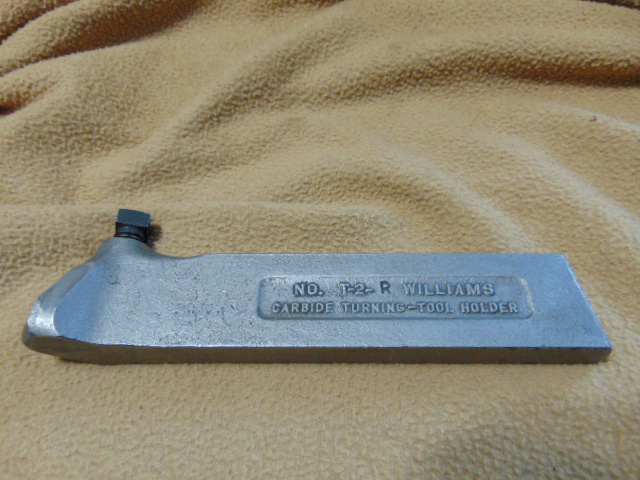 NO. T-2-R WILLIAMS
CARBIDE TURNING-TOOL HOLDER